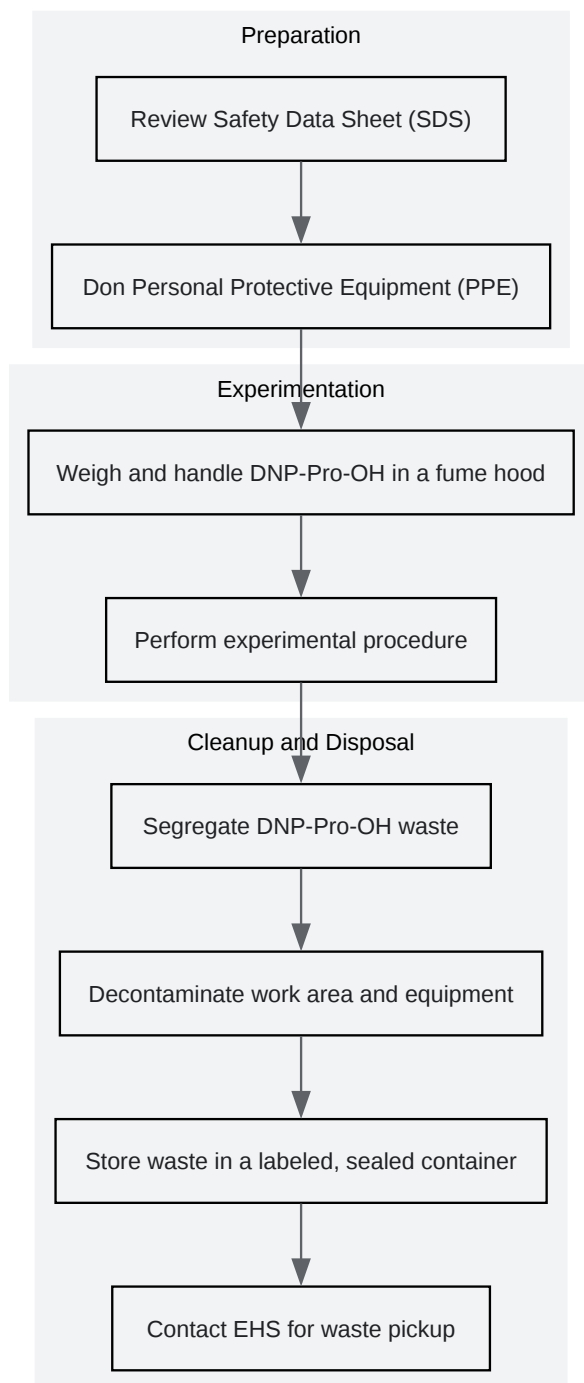 Preparation
Review Safety Data Sheet (SDS)
Don Personal Protective Equipment (PPE)
Experimentation
Weigh and handle DNP-Pro-OH in a fume hood
Perform experimental procedure
Cleanup and Disposal
Segregate DNP-Pro-OH waste
Decontaminate work area and equipment
Store waste in a labeled, sealed container
Contact EHS for waste pickup